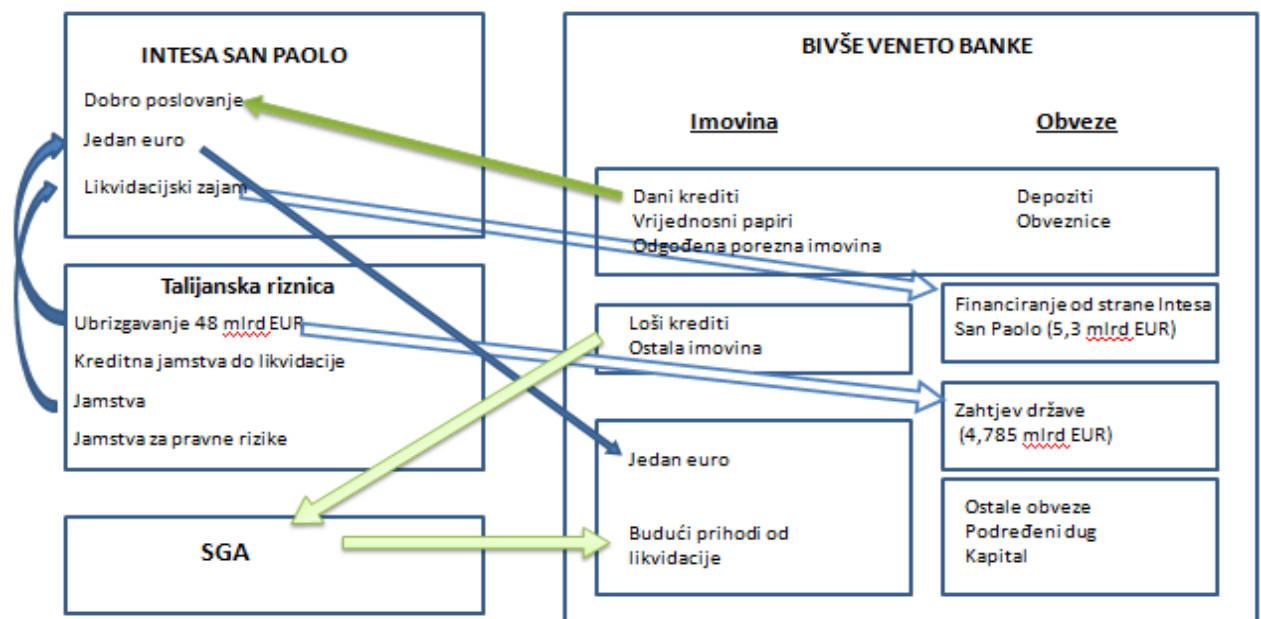 INTESA SAN PAOLO
Dobro poslovanje
Jedan euro
Likvidacijski zajam
Talijanska riznica
Ubrizgavanje 48 mlrd EUR
Kreditna jamstva do likvidacije
Jamstva
Jamstva za pravne rizike
SGA
BIVŠE VENETO BANKE
Imovina
Obveze
Dani krediti
Vrijednosni papiri
Odgođena porezna imovina
Depoziti
Obveznice
Financiranje od strane Intesa
San Paolo (5,3 mlrd EUR)
Loši krediti
Ostala imovina
Zahtjev države
(4,785 mlrd EUR)
Jedan euro
Budući prihodi od
likvidacije
Ostale obveze
Podređeni dug
Kapital